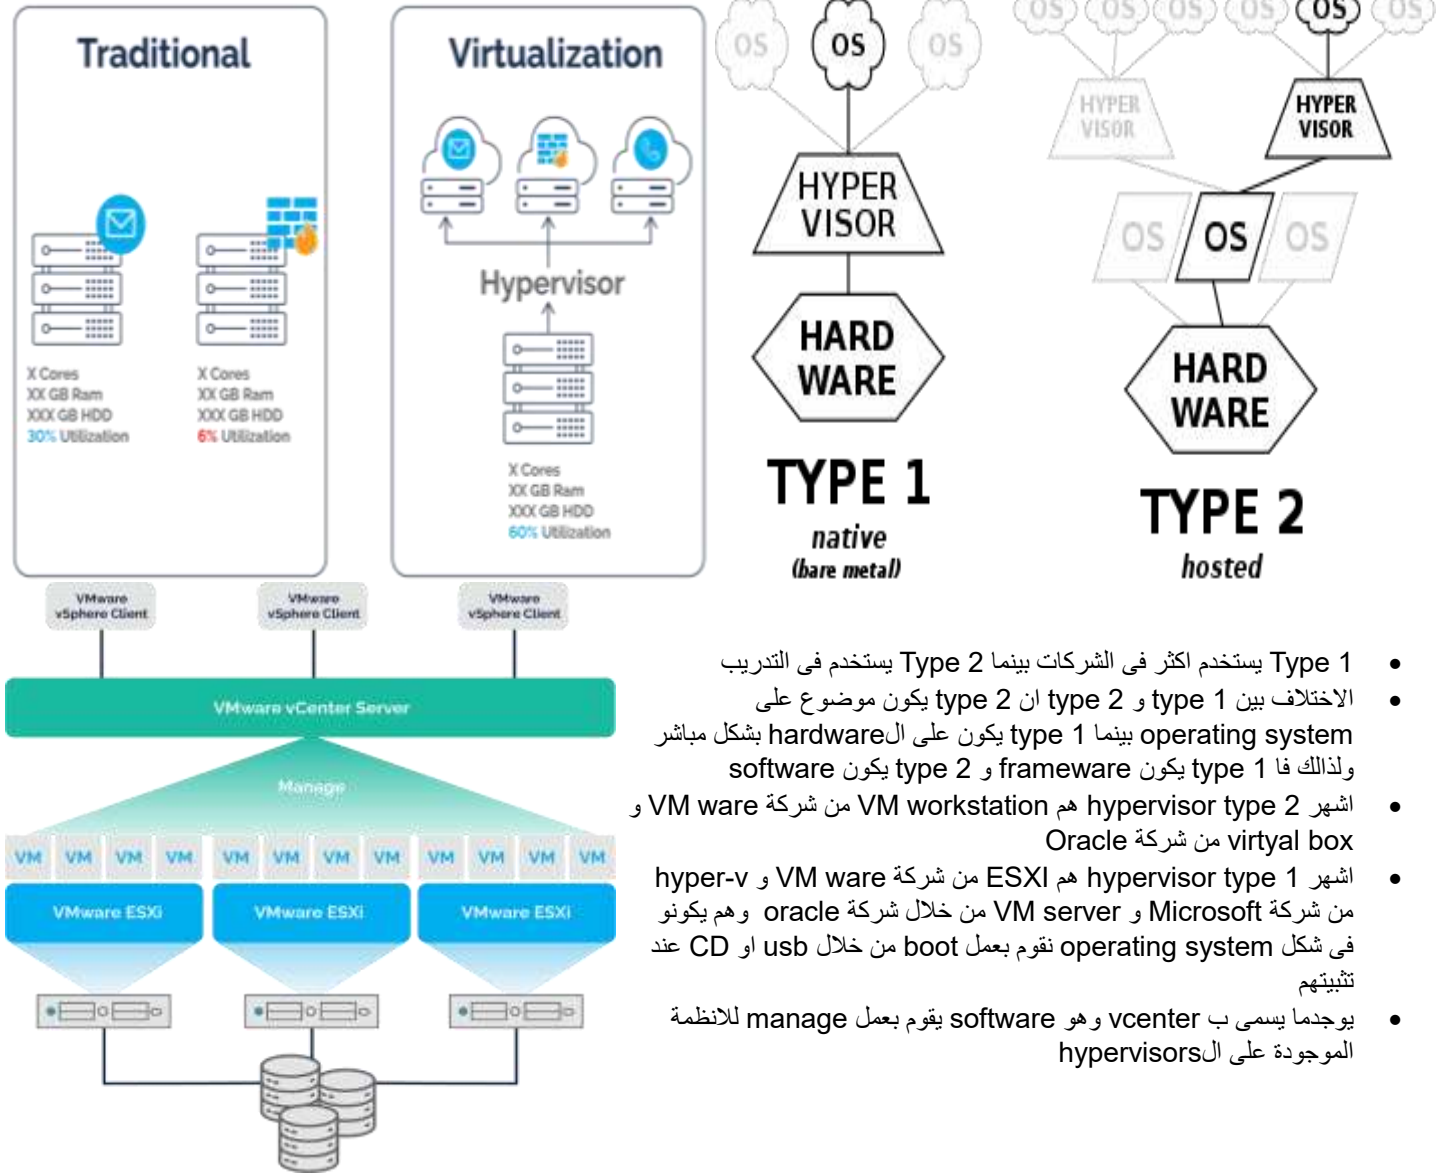 Traditional
X Cores
XX GB Ram
XXX GB HDD
30% Utilization
X Cores
XX GB Ram
XXX GB HDD
6% Utilization
Virtualization
Hypervisor
X Cores
XX GB Ram
XXX GB HDD
60% Utilization
OS
OS
OS
HYPER
VISOR
HARD
WARE
TYPE 1
native
(bare metal)
OS
OS
OS
OS
OS
OS
HYPER
VISOR
HYPER
VISOR
OS
OS
OS
HARD
WARE
TYPE 2
hosted
VMware
vSphere Client
VMware
vSphere Client
VMware
vSphere Client
VMware vCenter Server
Manage
VM VM VM VM VM VM VM VM VM VM VM VM
VMware ESXi
VMware ESXi
VMware ESXi
• Type 1 يستخدم اكثر فى الشركات بينما Type 2 يستخدم فى التدريب
• الاختلاف بين type 1 و type 2 ان type 2 يكون موضوع على
operating system بينما type 1 يكون على الhardware بشكل مباشر
ولذالك فا type 1 يكون frameware و type 2 يكون software
• اشهر hypervisor type 2 هم VM workstation من شركة VM ware و
virtyal box من شركة Oracle
• اشهر hypervisor type 1 هم ESXI من شركة VM ware و hyper-v
من شركة Microsoft و VM server من خلال شركة oracle وهم يكونو
فى شكل operating system نقوم بعمل boot من خلال usb او CD عند
تثبيتهم
• يوجدما يسمى ب vcenter وهو software يقوم بعمل manage للانظمة
الموجودة على الhypervisors